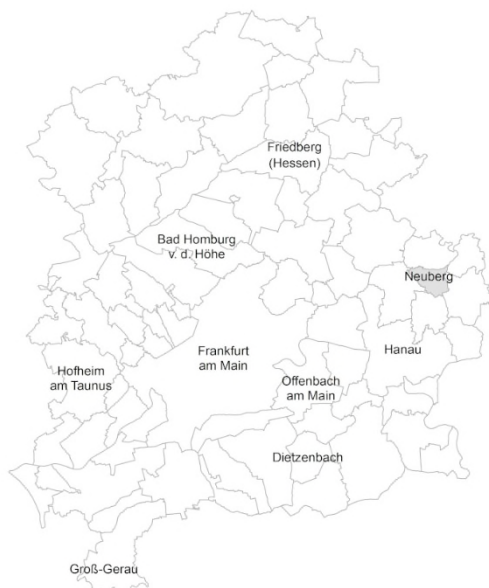 Friedberg
(Hessen)
Bad Homburg
v. d. Höhe
Neuberg
Frankfurt
am Main
Hanau
Hofheim
am Taunus
Offenbach
am Main
Dietzenbach
Groß-Gerau